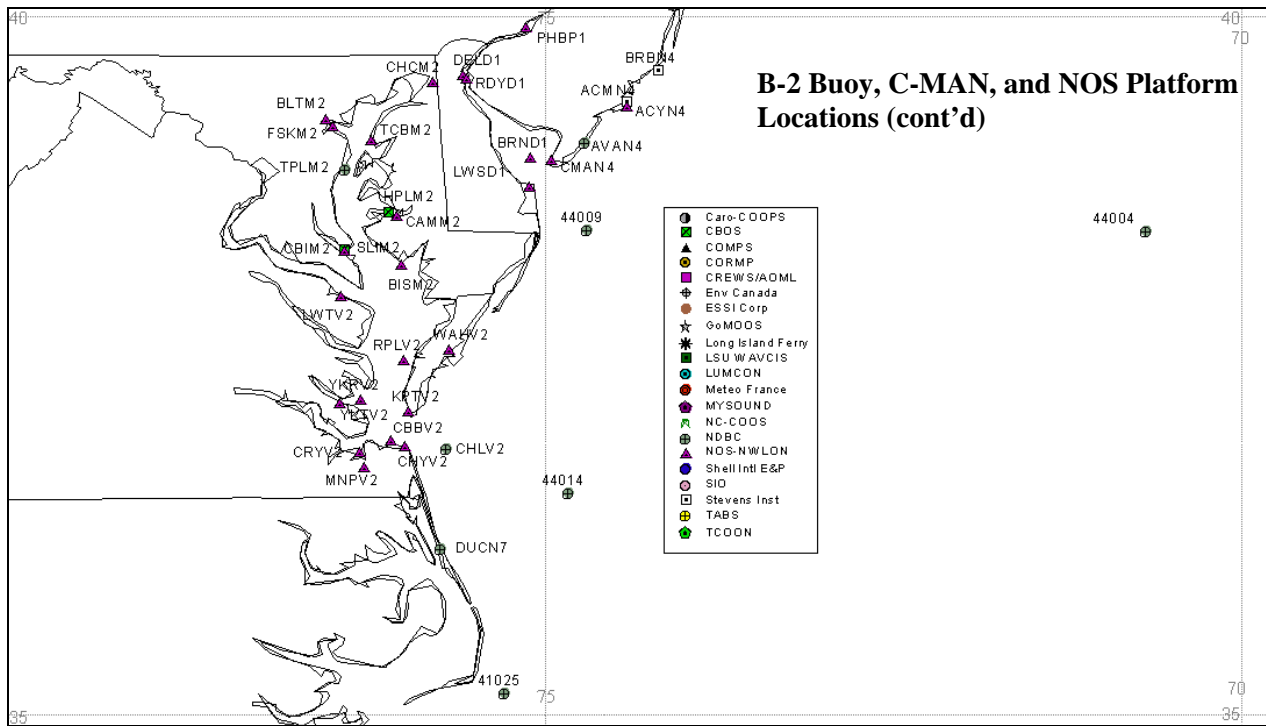 40
75
40
70
B-2 Buoy, C-MAN, and NOS Platform
Locations (cont'd)
PHBP1
BRBN4
DELD1
CHCM2
RDYD1
ACMN4
ACYN4
BLTM2
FSKM2
TCBM2
AVAN4
BRND1
CMAN4
TPLM2
LWSD1
HPLM2
CAMM2
44009
44004
CBIM2
SLIM2
BISM2
LWTV2
RPLV2
WAHV2
YKRV2
YKTV2
KPTV2
CBBV2
CRYV2
CHYV2
CHLV2
MNPV2
44014
DUCN7
41025
Caro-COOPS
CBOS
COMPS
CORMP
CREWS/AOML
Env Canada
ESSI Corp
GoMOOS
Long Island Ferry
LSU WAVCIS
LUMCON
Meteo France
MYSOUND
NC-COOS
NDBC
NOS-NWLON
Shell Intl E&P
SIO
Stevens Inst
TABS
TCOON
35
75
70
35